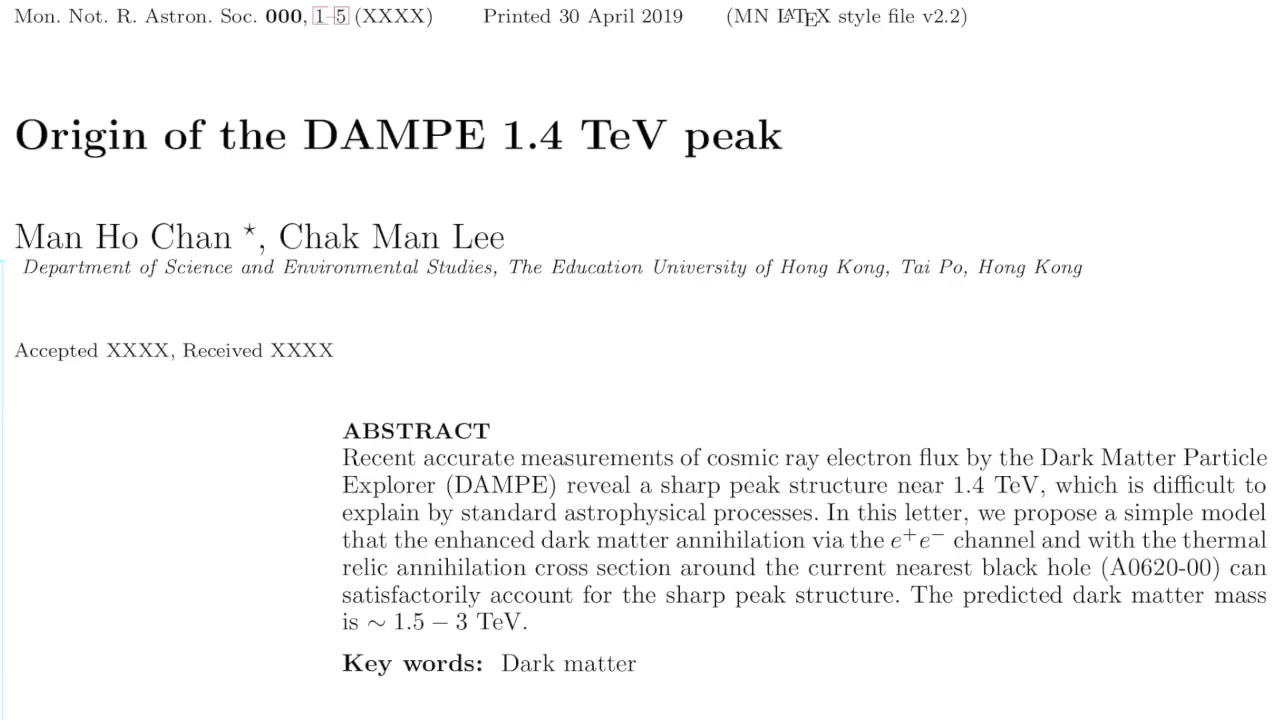 Mon. Not. R. Astron. Soc. 000, 1–5 (XXXX) Printed 30 April 2019 (MN LATEX style file v2.2)
Origin of the DAMPE 1.4 TeV peak
Man Ho Chan ⋆, Chak Man Lee
Department of Science and Environmental Studies, The Education University of Hong Kong, Tai Po, Hong Kong
Accepted XXXX, Received XXXX
ABSTRACT
Recent accurate measurements of cosmic ray electron flux by the Dark Matter Particle
Explorer (DAMPE) reveal a sharp peak structure near 1.4 TeV, which is difficult to
explain by standard astrophysical processes. In this letter, we propose a simple model
that the enhanced dark matter annihilation via the e⁺e⁻ channel and with the thermal
relic annihilation cross section around the current nearest black hole (A0620-00) can
satisfactorily account for the sharp peak structure. The predicted dark matter mass
is ∼ 1.5 − 3 TeV.
Key words: Dark matter